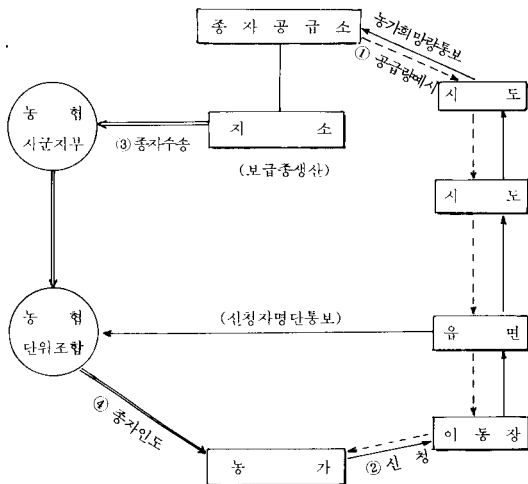 종 자 공 급 소
농가희망량통보
① 공급량예시
시 도
농 협
시군지부
③ 종자수송
지 소
(보급종생산)
시 도
농 협
단위조합
(신청자명단통보)
읍 면
④ 종자인도
이 동 장
농 가
② 신 청